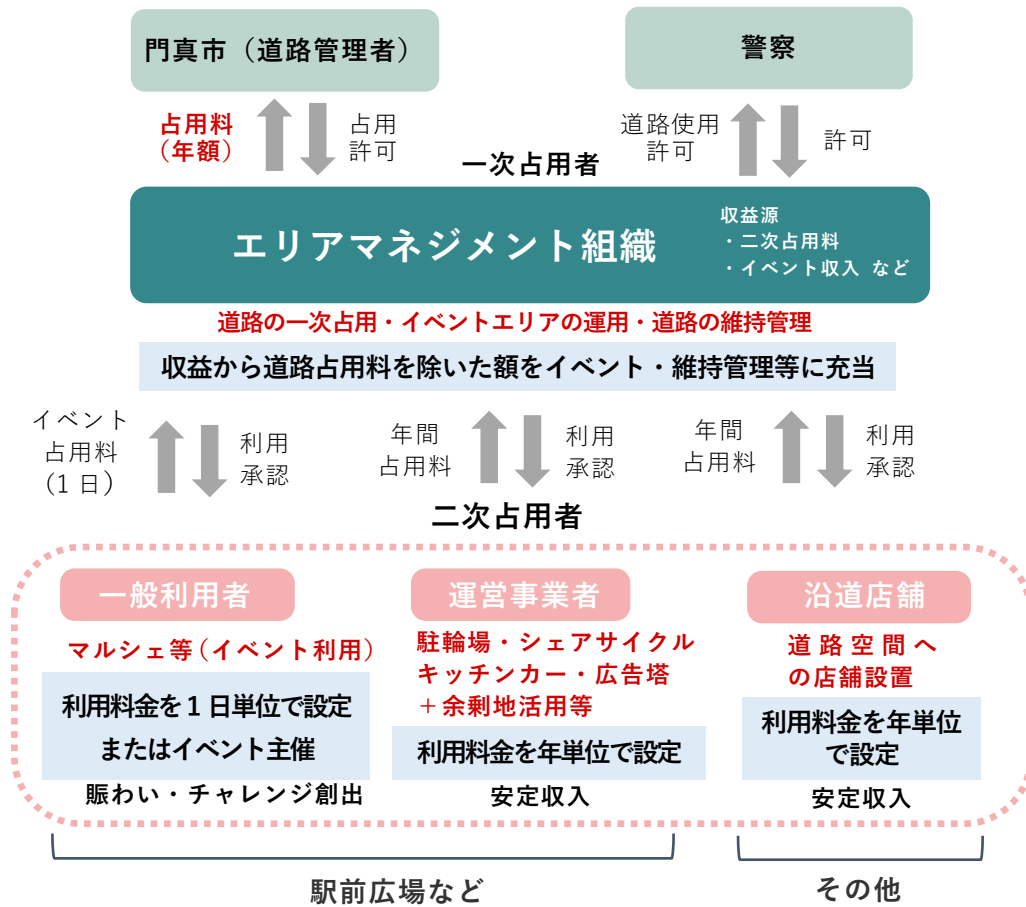 門真市（道路管理者）
警察
占用料
（年額）
占用
許可
道路使用
許可
許可
一次占用者
エリアマネジメント組織
収益源
・二次占用料
・イベント収入 など
道路の一次占用・イベントエリアの運用・道路の維持管理
収益から道路占用料を除いた額をイベント・維持管理等に充当
イベント
占用料
（1 日）
利用
承認
年間
占用料
利用
承認
年間
占用料
利用
承認
二次占用者
一般利用者
マルシェ等（イベント利用）
利用料金を 1 日単位で設定
またはイベント主催
賑わい・チャレンジ創出
運営事業者
駐輪場・シェアサイクル
キッチンカー・広告塔
＋余剰地活用等
利用料金を年単位で設定
安定収入
沿道店舗
道路空間へ
の店舗設置
利用料金を年単位
で設定
安定収入
駅前広場など
その他